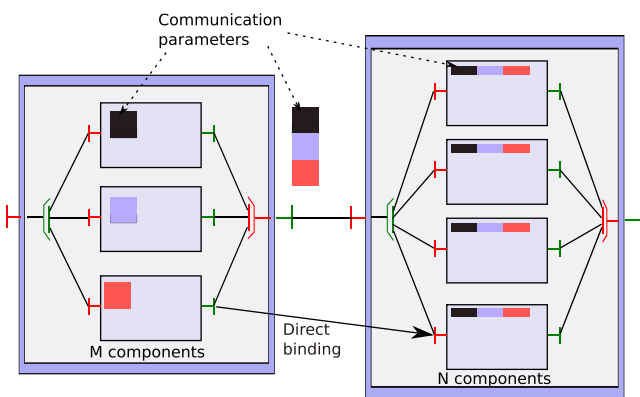 Communication
parameters
Direct
binding
M components
N components